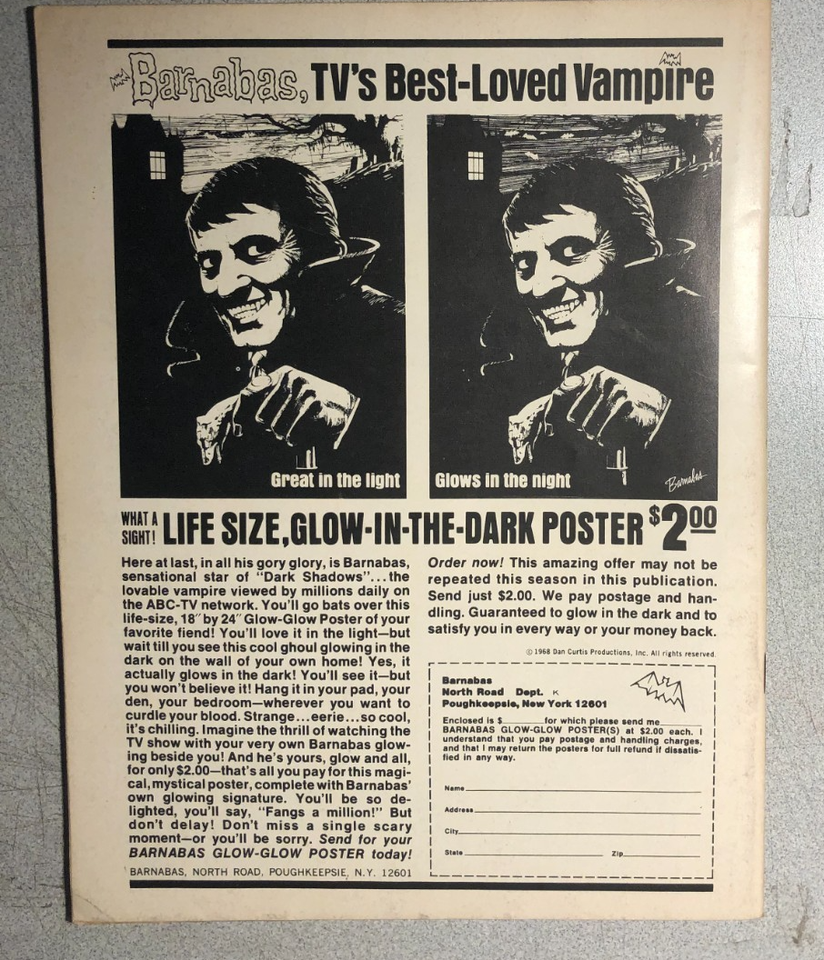 Barnabas, TV's Best-Loved Vampire
Great in the light
Glows in the night
Barnabas
WHAT A
SIGHT!
LIFE SIZE, GLOW-IN-THE-DARK POSTER $2.00
Here at last, in all his gory glory, is Barnabas,
sensational star of "Dark Shadows"...the
lovable vampire viewed by millions daily on
the ABC-TV network. You'll go bats over this
life-size, 18" by 24" Glow-Glow Poster of your
favorite fiend! You'll love it in the light—but
wait till you see this cool ghoul glowing in the
dark on the wall of your own home! Yes, it
actually glows in the dark! You'll see it—but
you won't believe it! Hang it in your pad, your
den, your bedroom—wherever you want to
curdle your blood. Strange...eerie...so cool,
it's chilling. Imagine the thrill of watching the
TV show with your very own Barnabas glow-
ing beside you! And he's yours, glow and all,
for only $2.00—that's all you pay for this magi-
cal, mystical poster, complete with Barnabas'
own glowing signature. You'll be so de-
lighted, you'll say, "Fangs a million!" But
don't delay! Don't miss a single scary
moment—or you'll be sorry. Send for your
BARNABAS GLOW-GLOW POSTER today!
BARNABAS, NORTH ROAD, POUGHKEEPSIE, N.Y. 12601
Order now! This amazing offer may not be
repeated this season in this publication.
Send just $2.00. We pay postage and han-
dling. Guaranteed to glow in the dark and to
satisfy you in every way or your money back.
© 1968 Dan Curtis Productions, Inc. All rights reserved.
Barnabas
North Road Dept. K
Poughkeepsie, New York 12601
Enclosed is $ for which please send me
BARNABAS GLOW-GLOW POSTER(S) at $2.00 each. I
understand that you pay postage and handling charges,
and that I may return the posters for full refund if dissatis-
fied in any way.
Name
Address
City
State Zip